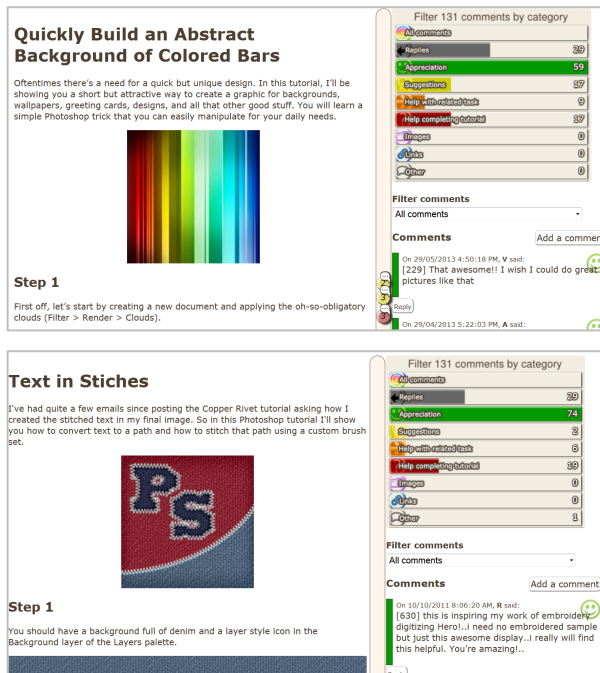 Quickly Build an Abstract
Background of Colored Bars
Oftentimes there's a need for a quick but unique design. In this tutorial, I'll be
showing you a short but attractive way to create a graphic for backgrounds,
wallpapers, greeting cards, designs, and all that other good stuff. You will learn a
simple Photoshop trick that you can easily manipulate for your daily needs.
Step 1
First off, let's start by creating a new document and applying the oh-so-obligatory
clouds (Filter > Render > Clouds).
2
3
3
Filter 131 comments by category
All comments
Replies 29
Appreciation 59
Suggestions 17
Help with related task 9
Help completing tutorial 17
Images 0
Links 0
Other 0
Filter comments
All comments
Comments
Add a commen
On 29/05/2013 4:50:18 PM, V said:
[229] That awesome!! I wish I could do great
pictures like that
Reply
On 29/04/2013 5:22:03 PM, A said:
Text in Stiches
I've had quite a few emails since posting the Copper Rivet tutorial asking how I
created the stitched text in my final image. So in this Photoshop tutorial I'll show
you how to convert text to a path and how to stitch that path using a custom brush
set.
PS
Step 1
You should have a background full of denim and a layer style icon in the
Background layer of the Layers palette.
Filter 131 comments by category
All comments
Replies 29
Appreciation 74
Suggestions 2
Help with related task 6
Help completing tutorial 19
Images 0
Links 0
Other 1
Filter comments
All comments
Comments
Add a comment
On 10/10/2011 8:06:20 AM, R said:
[630] this is inspiring my work of embroidery
digitizing Hero!..i need no embroidered sample
but just this awesome display..i really will find
this helpful. You're amazing!..